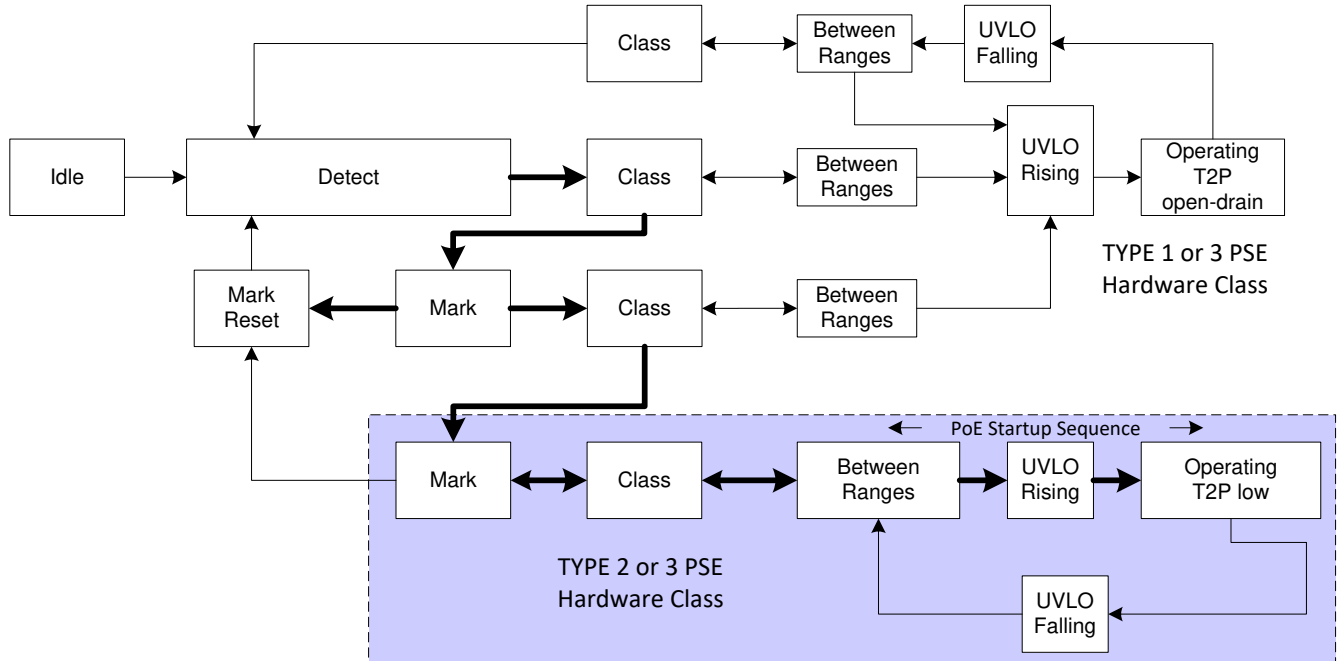 Class
Between
Ranges
UVLO
Falling
Idle
Detect
Class
Between
Ranges
UVLO
Rising
Operating
T2P
open-drain
TYPE 1 or 3 PSE
Hardware Class
Mark
Reset
Mark
Class
Between
Ranges
PoE Startup Sequence
Mark
Class
Between
Ranges
UVLO
Rising
Operating
T2P low
TYPE 2 or 3 PSE
Hardware Class
UVLO
Falling